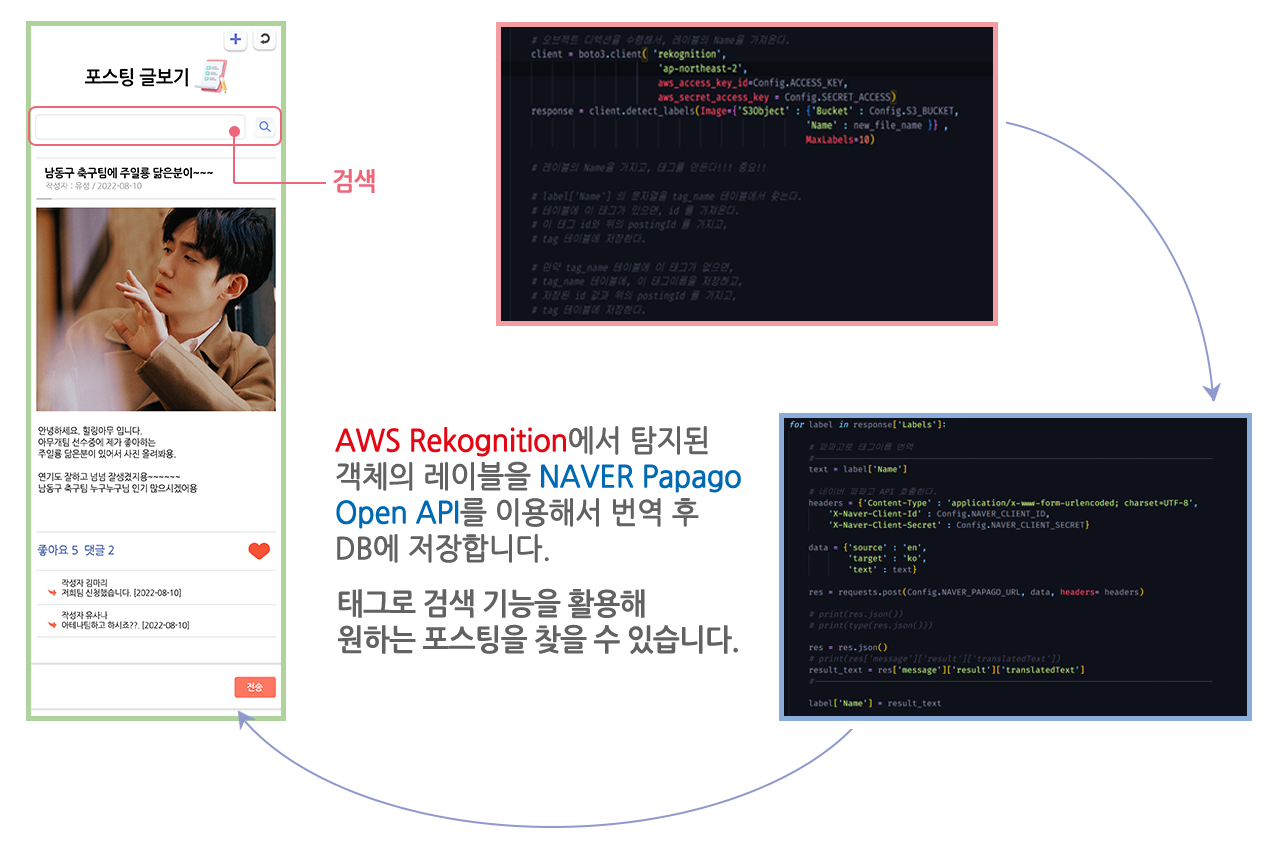 포스팅 글보기
검색
남동구 축구팀에 주일룡 닮은분이~~~
작성자 : 유성 / 2022-08-10
안녕하세요, 힐링아무 입니다.
아무개팀 선수중에 제가 좋아하는
주일룡 닮은분이 있어서 사진 올려봐용.
연기도 잘하고 넘넘 잘생겼지용~~~~~~
남동구 축구팀 누구누구님 인기 많으시겠어용
좋아요 5 댓글 2
작성자 김마리
저희팀 신청했습니다. [2022-08-10]
작성자 유사나
아테나팀하고 하시죠??. [2022-08-10]
전송
# 오브젝트 디텍션을 수행해서, 레이블의 Name을 가져온다.
client = boto3.client( 'rekognition',
'ap-northeast-2',
aws_access_key_id=Config.ACCESS_KEY,
aws_secret_access_key = Config.SECRET_ACCESS)
response = client.detect_labels(Image={'S3Object' : {'Bucket' : Config.S3_BUCKET,
'Name' : new_file_name }} ,
MaxLabels=10)
# 레이블의 Name을 가지고, 태그를 만든다!!! 중요!!
# label['Name'] 의 문자열을 tag_name 테이블에서 찾는다.
# 테이블에 이 태그가 있으면, id 를 가져온다.
# 이 태그 id와 위의 postingId 를 가지고,
# tag 테이블에 저장한다.
# 만약 tag_name 테이블에 이 태그가 없으면,
# tag_name 테이블에, 이 태그이름을 저장하고,
# 저장된 id 값과 위의 postingId 를 가지고,
# tag 테이블에 저장한다.
AWS Rekognition에서 탐지된
객체의 레이블을 NAVER Papago
Open API를 이용해서 번역 후
DB에 저장합니다.
태그로 검색 기능을 활용해
원하는 포스팅을 찾을 수 있습니다.
for label in response['Labels']:
# 파파고로 태그이름 번역
#
text = label['Name']
# 네이버 파파고 API 호출한다.
headers = {'Content-Type' : 'application/x-www-form-urlencoded; charset=UTF-8',
'X-Naver-Client-Id' : Config.NAVER_CLIENT_ID,
'X-Naver-Client-Secret' : Config.NAVER_CLIENT_SECRET}
data = {'source' : 'en',
'target' : 'ko',
'text' : text}
res = requests.post(Config.NAVER_PAPAGO_URL, data, headers= headers)
# print(res.json())
# print(type(res.json()))
res = res.json()
# print(res['message']['result']['translatedText'])
result_text = res['message']['result']['translatedText']
#
label['Name'] = result_text